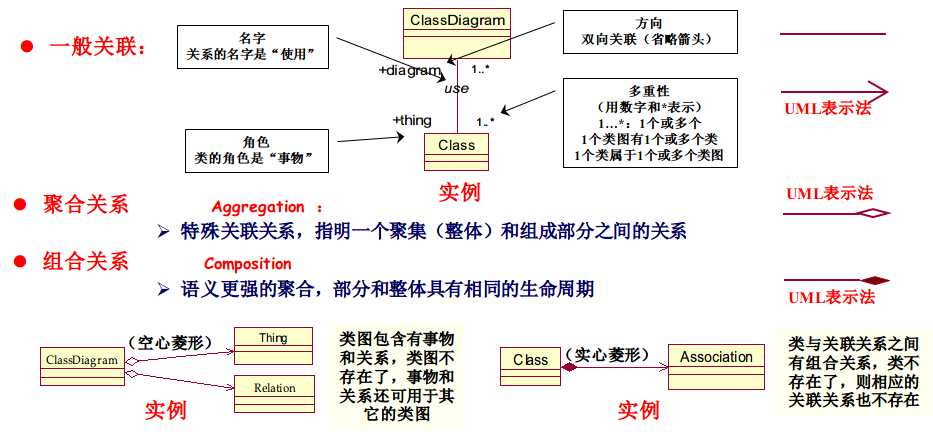 ● 一般关联：
名字
关系的名字是“使用”
ClassDiagram
方向
双向关联（省略箭头）
+diagram
1..*
use
UML表示法
多重性
（用数字和*表示）
1…*：1个或多个
1个类图有1个或多个类
1个类属于1个或多个类图
+thing
1..*
角色
类的角色是“事物”
Class
实例
● 聚合关系 Aggregation ：
UML表示法
➢ 特殊关联关系，指明一个聚集（整体）和组成部分之间的关系
● 组合关系 Composition
➢ 语义更强的聚合，部分和整体具有相同的生命周期
UML表示法
ClassDiagram
（空心菱形）
Thing
Relation
实例
类图包含有事物
和关系，类图不
存在了，事物和
关系还可用于其
它的类图
Class
（实心菱形）
Association
实例
类与关联关系之间
有组合关系，类不
存在了，则相应的
关联关系也不存在